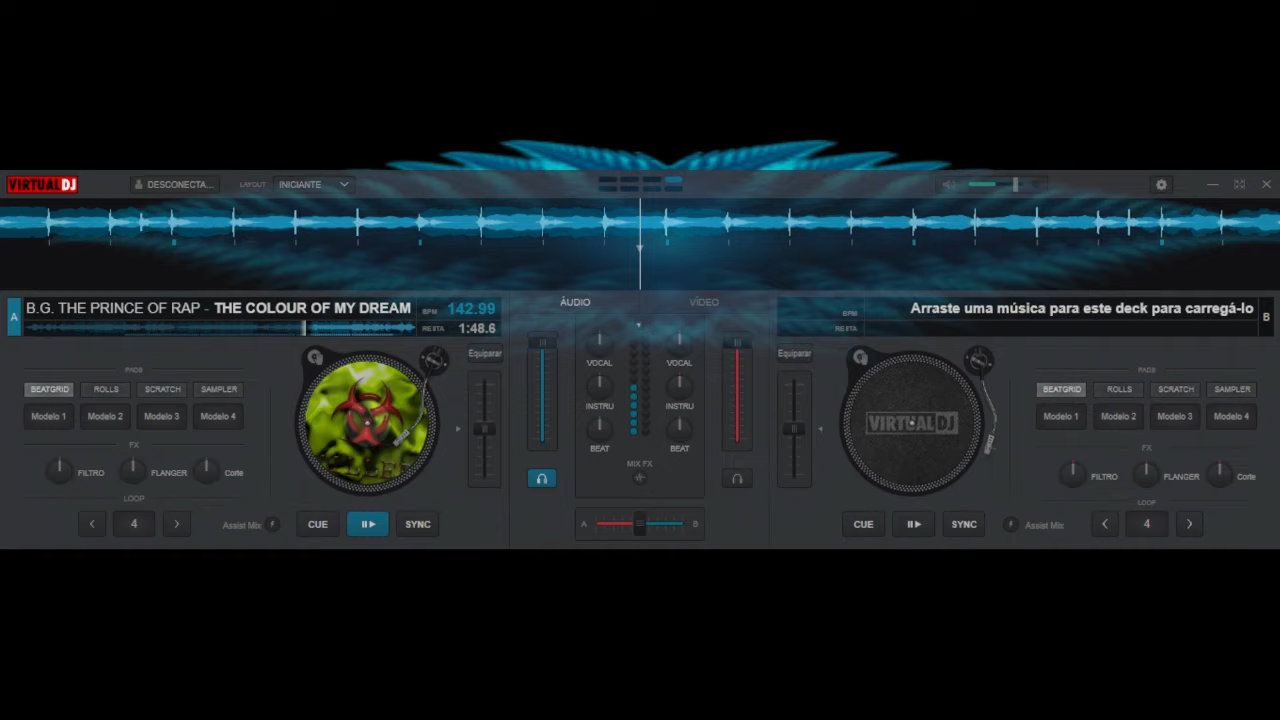 VIRTUAL DJ
DESCONECTA...
LAYOUT
INICIANTE
A
B.G. THE PRINCE OF RAP - THE COLOUR OF MY DREAM
BPM
142.99
RESTA
1:48.6
ÁUDIO
VÍDEO
BPM
RESTA
Arraste uma música para este deck para carregá-lo
B
Equiparar
PADS
BEATGRID
ROLLS
SCRATCH
SAMPLER
Modelo 1
Modelo 2
Modelo 3
Modelo 4
FX
FILTRO
FLANGER
Corte
LOOP
4
Assist Mix
CUE
SYNC
VOCAL
VOCAL
INSTRU
INSTRU
BEAT
BEAT
MIX FX
A
B
Equiparar
VIRTUAL DJ
PADS
BEATGRID
ROLLS
SCRATCH
SAMPLER
Modelo 1
Modelo 2
Modelo 3
Modelo 4
FX
FILTRO
FLANGER
Corte
LOOP
CUE
SYNC
Assist Mix
4